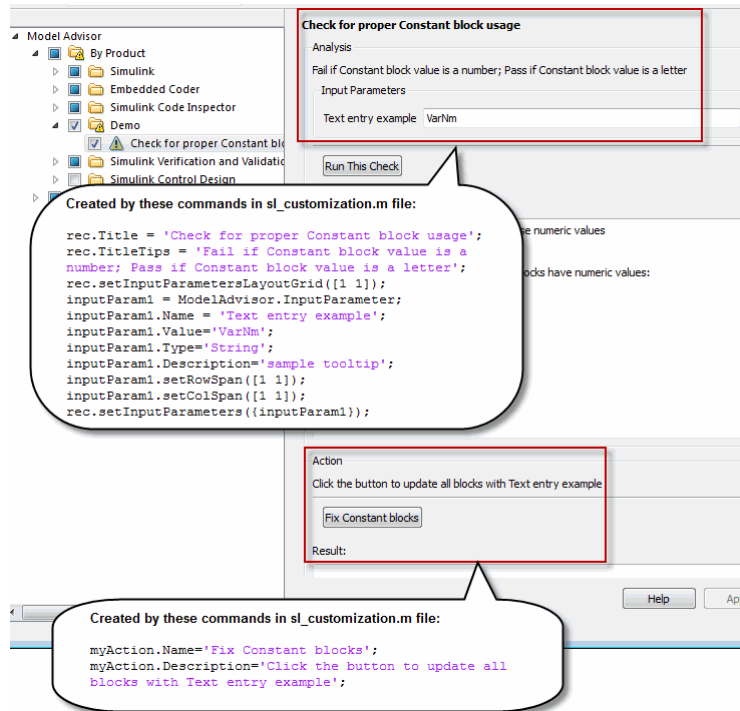 Model Advisor
By Product
Simulink
Embedded Coder
Simulink Code Inspector
Demo
Check for proper Constant blo
Simulink Verification and Validatio
Simulink Control Design
Check for proper Constant block usage
Analysis
Fail if Constant block value is a number; Pass if Constant block value is a letter
Input Parameters
Text entry example VarNm
Run This Check
se numeric values
ocks have numeric values:
Created by these commands in sl_customization.m file:
rec.Title = 'Check for proper Constant block usage';
rec.TitleTips = 'Fail if Constant block value is a
number; Pass if Constant block value is a letter';
rec.setInputParametersLayoutGrid([1 1]);
inputParam1 = ModelAdvisor.InputParameter;
inputParam1.Name = 'Text entry example';
inputParam1.Value='VarNm';
inputParam1.Type='String';
inputParam1.Description='sample tooltip';
inputParam1.setRowSpan([1 1]);
inputParam1.setColSpan([1 1]);
rec.setInputParameters({inputParam1});
Action
Click the button to update all blocks with Text entry example
Fix Constant blocks
Result:
Help Ap
Created by these commands in sl_customization.m file:
myAction.Name='Fix Constant blocks';
myAction.Description='Click the button to update all
blocks with Text entry example';